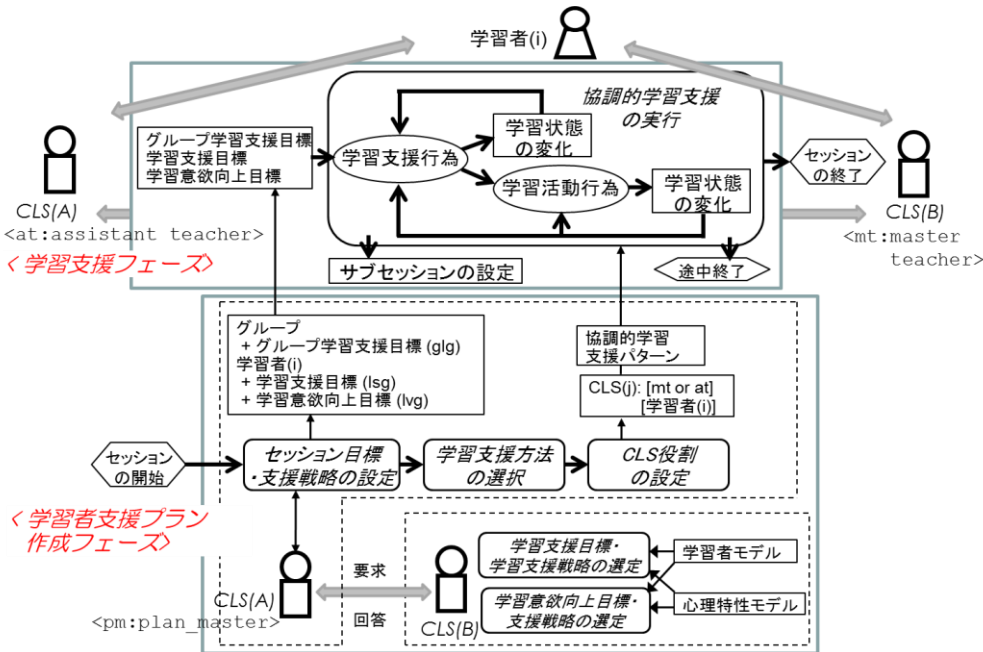 学習者(i)
協調的学習支援
の実行
グループ学習支援目標
学習支援目標
学習意欲向上目標
学習支援行為
学習状態
の変化
学習活動行為
学習状態
の変化
セッション
の終了
CLS(A)
<at:assistant teacher>
CLS(B)
<mt:master
teacher>
<学習支援フェーズ>
サブセッションの設定
途中終了
グループ
+ グループ学習支援目標 (glg)
学習者(i)
+ 学習支援目標 (lsg)
+ 学習意欲向上目標 (lvg)
協調的学習
支援パターン
CLS(j): [mt or at]
[学習者(i)]
セッション
の開始
セッション目標
・支援戦略の設定
学習支援方法
の選択
CLS役割
の設定
<学習者支援プラン
作成フェーズ>
CLS(A)
<pm:plan_master>
要求
回答
CLS(B)
学習支援目標・
学習支援戦略の選定
学習意欲向上目標・
支援戦略の選定
学習者モデル
心理特性モデル